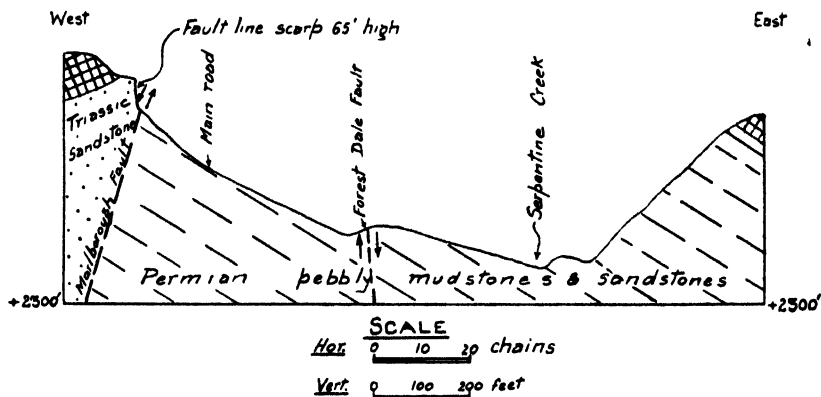 West
East
Fault line scarp 65' high
Main road
Forest Dale Fault
Serpentine Creek
Triassic
Sandstone
Marlborough Fault
Permian pebbly mudstones & sandstones
+2500'
+2500'
SCALE
Hor. 0 10 20 chains
Vert. 0 100 200 feet